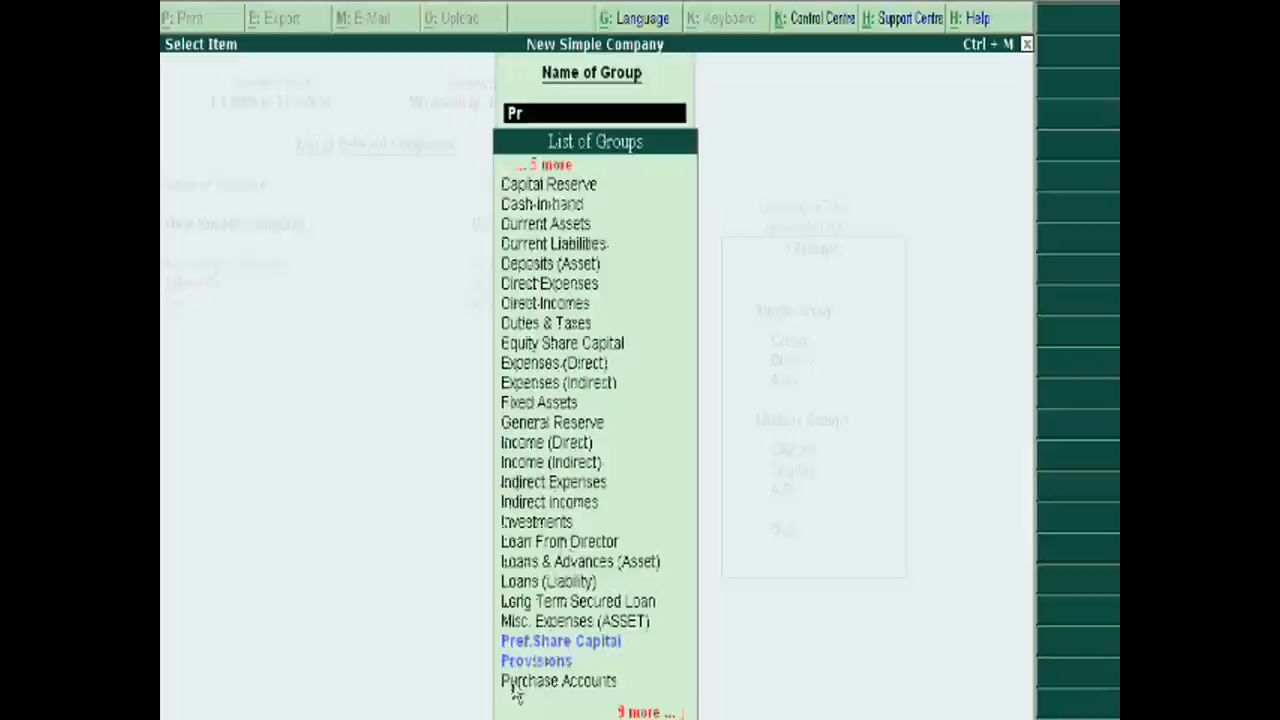 P: Print E: Export M: E-Mail O: Upload G: Language K: Keyboard K: Control Centre H: Support Centre H: Help
Select Item New Simple Company Ctrl + M x
Name of Group
Pr
List of Groups
... 5 more
Capital Reserve
Cash-in-hand
Current Assets
Current Liabilities
Deposits (Asset)
Direct Expenses
Direct Incomes
Duties & Taxes
Equity Share Capital
Expenses (Direct)
Expenses (Indirect)
Fixed Assets
General Reserve
Income (Direct)
Income (Indirect)
Indirect Expenses
Indirect Incomes
Investments
Loan From Director
Loans & Advances (Asset)
Loans (Liability)
Long Term Secured Loan
Misc. Expenses (ASSET)
Pref.Share Capital
Provisions
Purchase Accounts
9 more ...